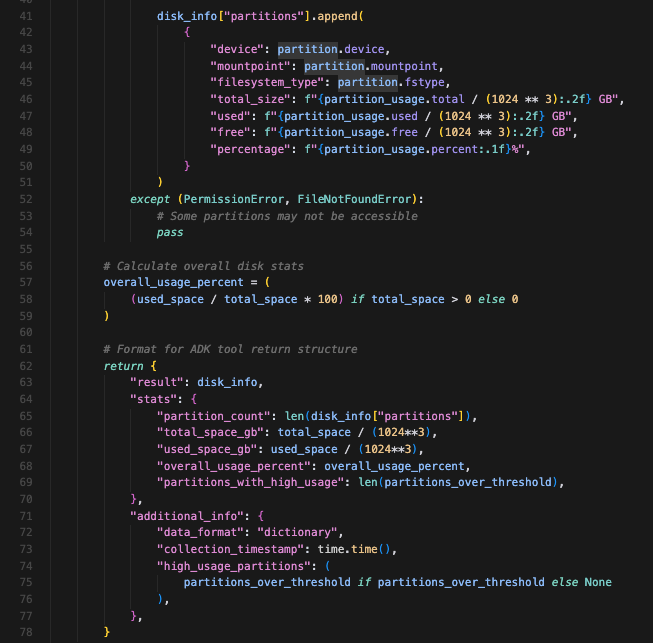 41 disk_info["partitions"].append(
42 {
43 "device": partition.device,
44 "mountpoint": partition.mountpoint,
45 "filesystem_type": partition.fstype,
46 "total_size": f"{partition_usage.total / (1024 ** 3):.2f} GB",
47 "used": f"{partition_usage.used / (1024 ** 3):.2f} GB",
48 "free": f"{partition_usage.free / (1024 ** 3):.2f} GB",
49 "percentage": f"{partition_usage.percent:.1f}%",
50 }
51 )
52 except (PermissionError, FileNotFoundError):
53 # Some partitions may not be accessible
54 pass
55
56 # Calculate overall disk stats
57 overall_usage_percent = (
58 (used_space / total_space * 100) if total_space > 0 else 0
59 )
60
61 # Format for ADK tool return structure
62 return {
63 "result": disk_info,
64 "stats": {
65 "partition_count": len(disk_info["partitions"]),
66 "total_space_gb": total_space / (1024**3),
67 "used_space_gb": used_space / (1024**3),
68 "overall_usage_percent": overall_usage_percent,
69 "partitions_with_high_usage": len(partitions_over_threshold),
70 },
71 "additional_info": {
72 "data_format": "dictionary",
73 "collection_timestamp": time.time(),
74 "high_usage_partitions": (
75 partitions_over_threshold if partitions_over_threshold else None
76 ),
77 },
78 }